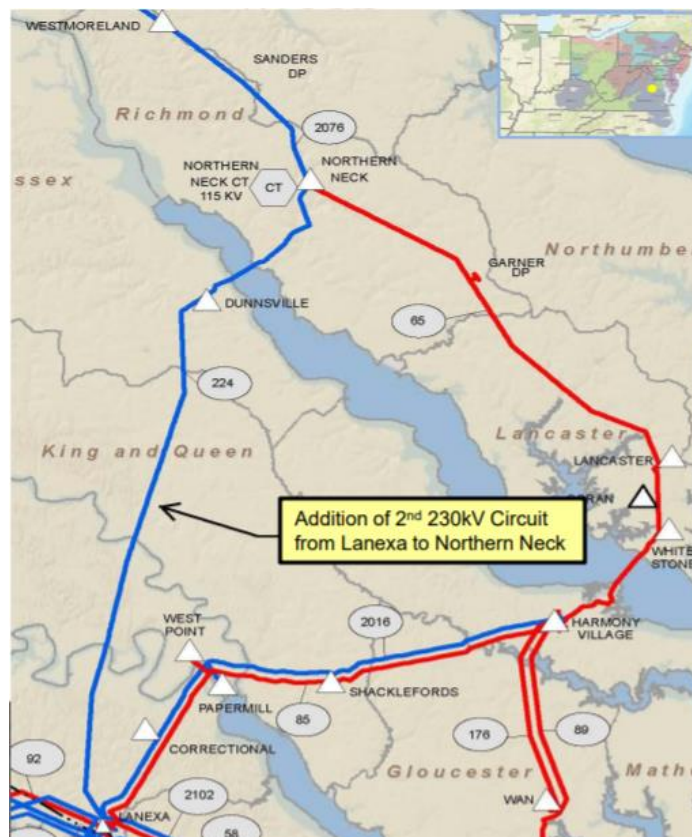 WESTMORELAND
SANDERS
DP
Richmond
2076
NORTHERN
NECK CT
115 KV
CT
NORTHERN
NECK
ssex
Northumber
GARNER
DP
DUNNSVILLE
65
224
King and Queen
Lancaster
LANCASTER
Addition of 2nd 230kV Circuit
from Lanexa to Northern Neck
WHITE
STONE
WEST
POINT
2016
HARMONY
VILLAGE
PAPERMILL
SHACKLEFORDS
85
176
89
CORRECTIONAL
92
Gloucester
Math
2102
WAN
LANEXA
58